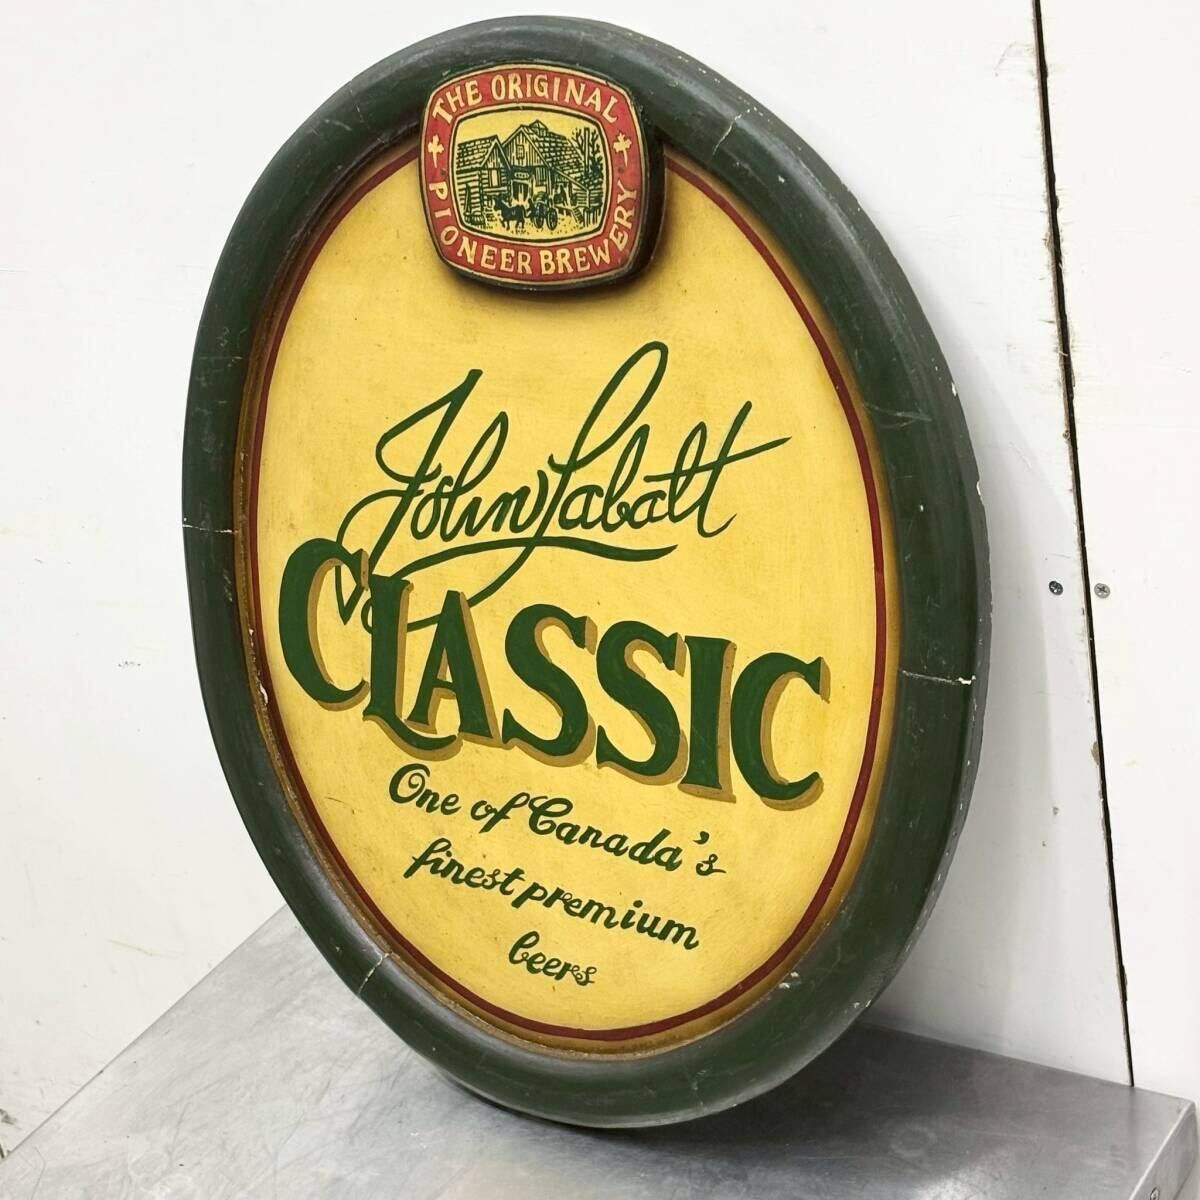 THE ORIGINAL
PIONEER BREWERY
John Labatt
CLASSIC
One of Canada's
finest premium
beers